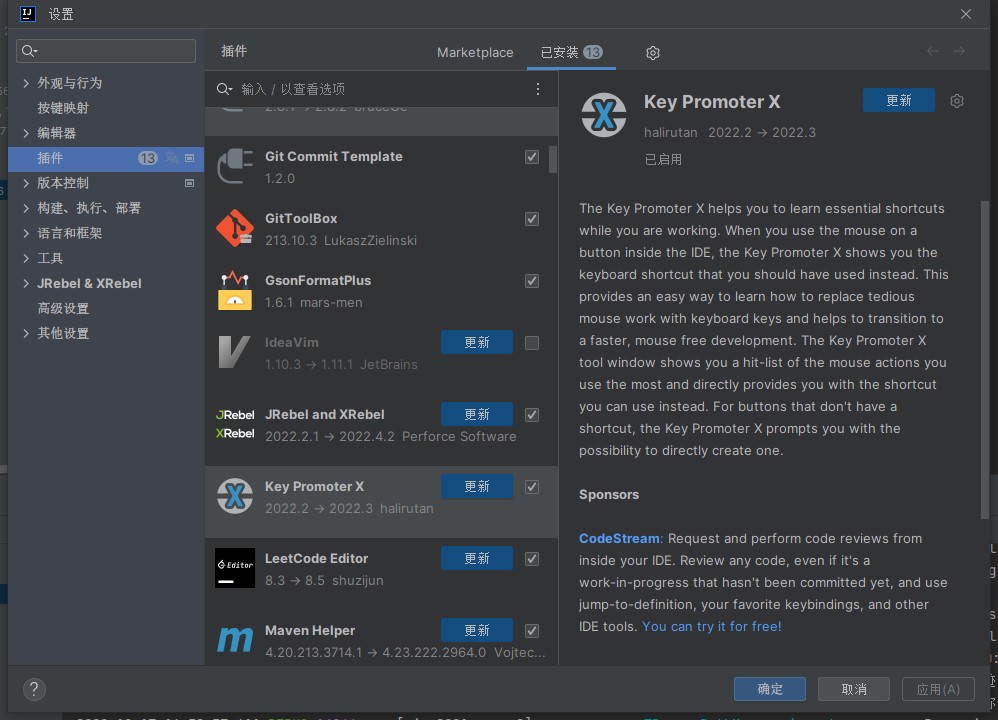 设置
外观与行为
按键映射
编辑器
插件 13
版本控制
构建、执行、部署
语言和框架
工具
JRebel & XRebel
高级设置
其他设置
插件 Marketplace 已安装 13
输入 / 以查看选项
Git Commit Template
1.2.0
GitToolBox
213.10.3 LukaszZielinski
GsonFormatPlus
1.6.1 mars-men
IdeaVim 更新
1.10.3 → 1.11.1 JetBrains
JRebel XRebel
JRebel and XRebel 更新
2022.2.1 → 2022.4.2 Perforce Software
Key Promoter X 更新
2022.2 → 2022.3 halirutan
Editor
LeetCode Editor 更新
8.3 → 8.5 shuzijun
Maven Helper 更新
4.20.213.3714.1 → 4.23.222.2964.0 Vojtec...
Key Promoter X 更新
halirutan 2022.2 → 2022.3
已启用
The Key Promoter X helps you to learn essential shortcuts
while you are working. When you use the mouse on a
button inside the IDE, the Key Promoter X shows you the
keyboard shortcut that you should have used instead. This
provides an easy way to learn how to replace tedious
mouse work with keyboard keys and helps to transition to
a faster, mouse free development. The Key Promoter X
tool window shows you a hit-list of the mouse actions you
use the most and directly provides you with the shortcut
you can use instead. For buttons that don't have a
shortcut, the Key Promoter X prompts you with the
possibility to directly create one.
Sponsors
CodeStream: Request and perform code reviews from
inside your IDE. Review any code, even if it's a
work-in-progress that hasn't been committed yet, and use
jump-to-definition, your favorite keybindings, and other
IDE tools. You can try it for free!
? 确定 取消 应用(A)